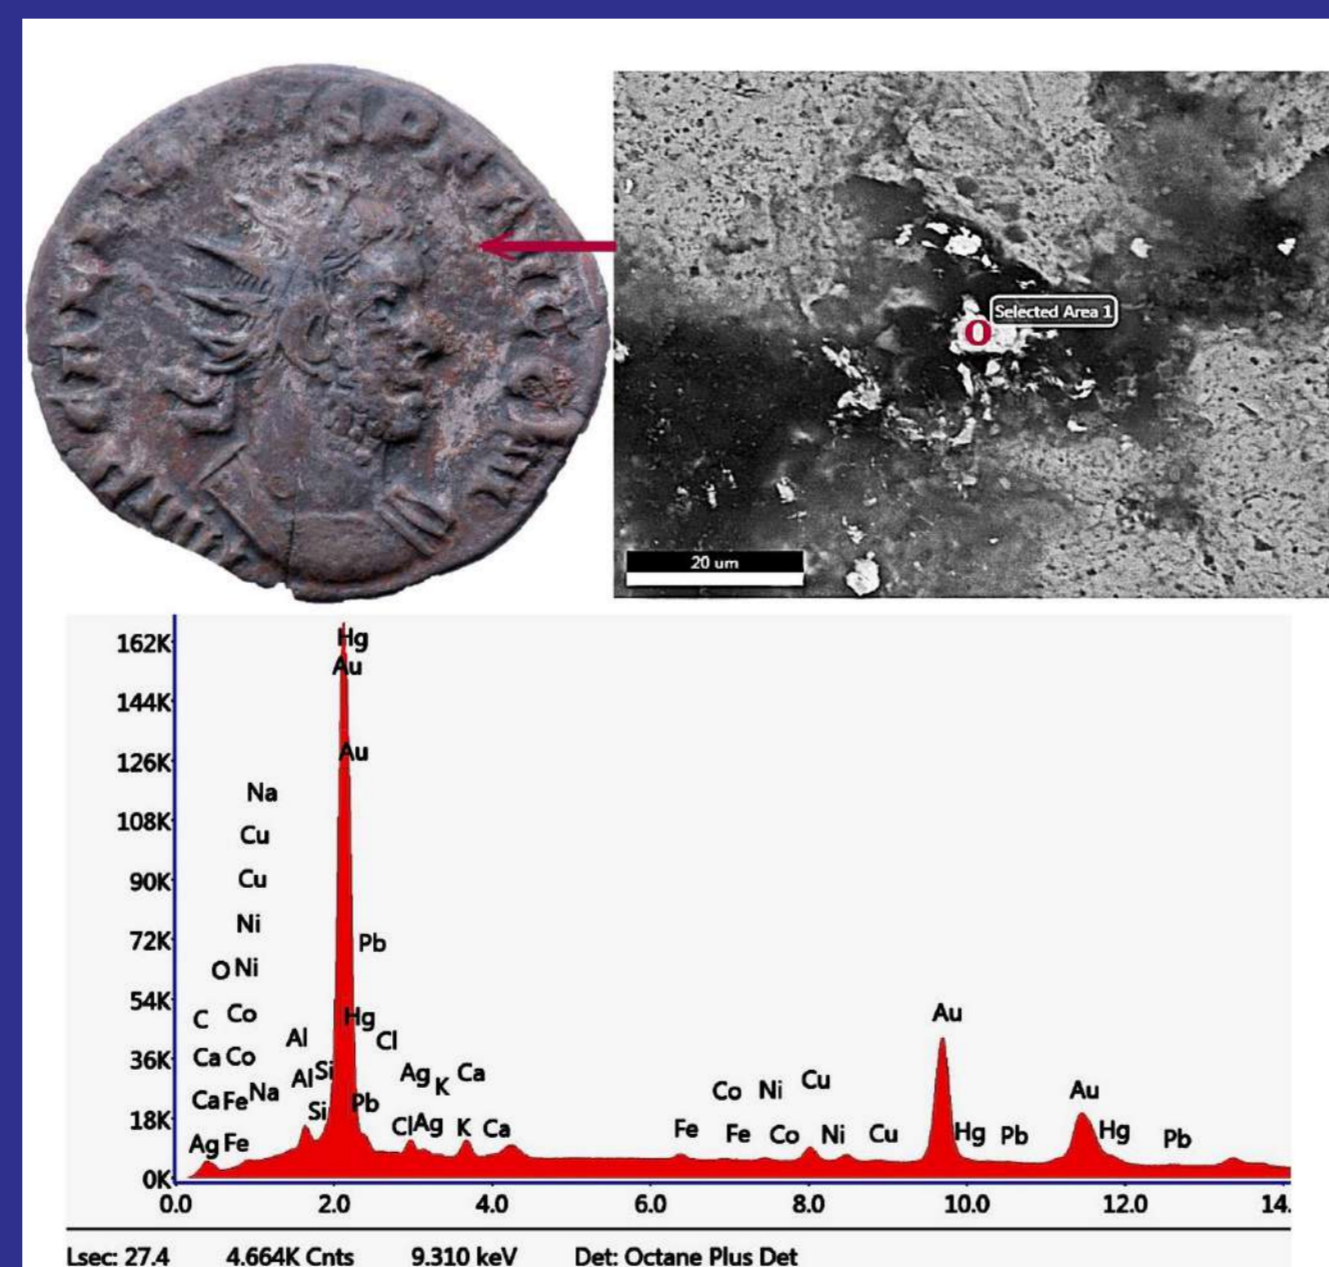 Selected Area 1
O
20 um
162K
144K
126K
108K
90K
72K
54K
36K
18K
0K
Hg
Au
Au
Na
Cu
Cu
Ni
O Ni
Pb
C Co
Hg
Ca Co
Al
Cl
Ca Fe Na
Al Si
Ag K Ca
Ag Fe
Si
Pb
Cl Ag K Ca
Fe
Co Ni Cu
Fe Co Ni Cu
Au
Hg Pb
Au
Hg Pb
0.0 2.0 4.0 6.0 8.0 10.0 12.0 14.
Lsec: 27.4 4.664K Cnts 9.310 keV Det: Octane Plus Det